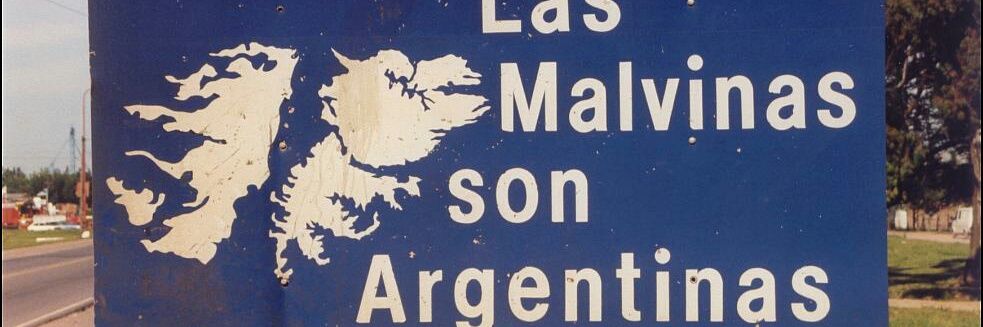 Las
Malvinas
son
Argentinas